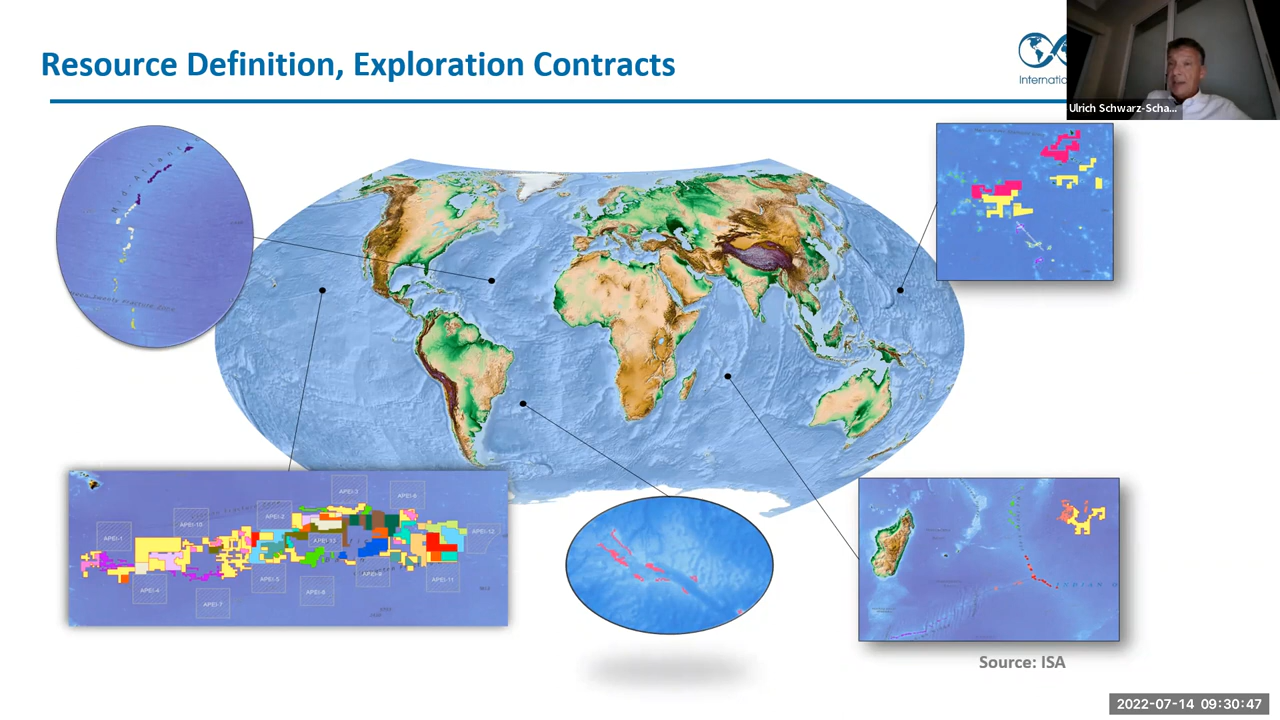 Resource Definition, Exploration Contracts
Internati
Ulrich Schwarz-Scha...
APEI-3
APEI-6
APEI-2
APEI-10
APEI-1
APEI-13
APEI-12
APEI-9
APEI-5
APEI-11
APEI-4
APEI-8
APEI-7
INDIAN O
Source: ISA
2022-07-14 09:30:47